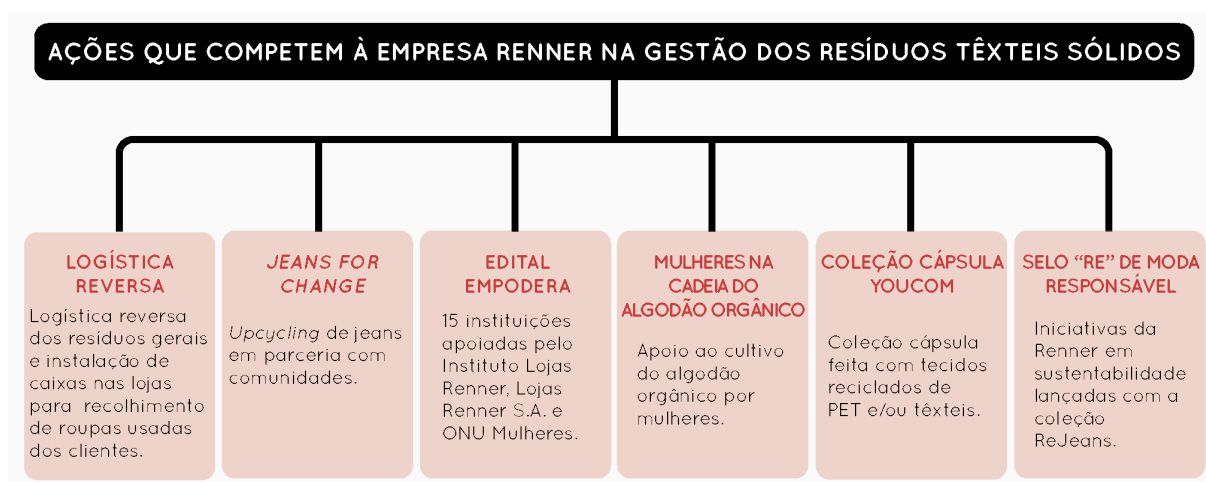 AÇÕES QUE COMPETEM À EMPRESA RENNER NA GESTÃO DOS RESÍDUOS TÊXTEIS SÓLIDOS
LOGÍSTICA
REVERSA
Logística reversa
dos resíduos gerais
e instalação de
caixas nas lojas
para recolhimento
de roupas usadas
dos clientes.
JEANS FOR
CHANGE
Upcycling de jeans
em parceria com
comunidades.
EDITAL
EMPODERA
15 instituições
apoiadas pelo
Instituto Lojas
Renner, Lojas
Renner S.A. e
ONU Mulheres.
MULHERES NA
CADEIA DO
ALGODÃO ORGÂNICO
Apoio ao cultivo
do algodão
orgânico por
mulheres.
COLEÇÃO CÁPSULA
YOUCOM
Coleção cápsula
feita com tecidos
reciclados de
PET e/ou têxteis.
SELO “RE” DE MODA
RESPONSÁVEL
Iniciativas da
Renner em
sustentabilidade
lançadas com a
coleção
ReJeans.